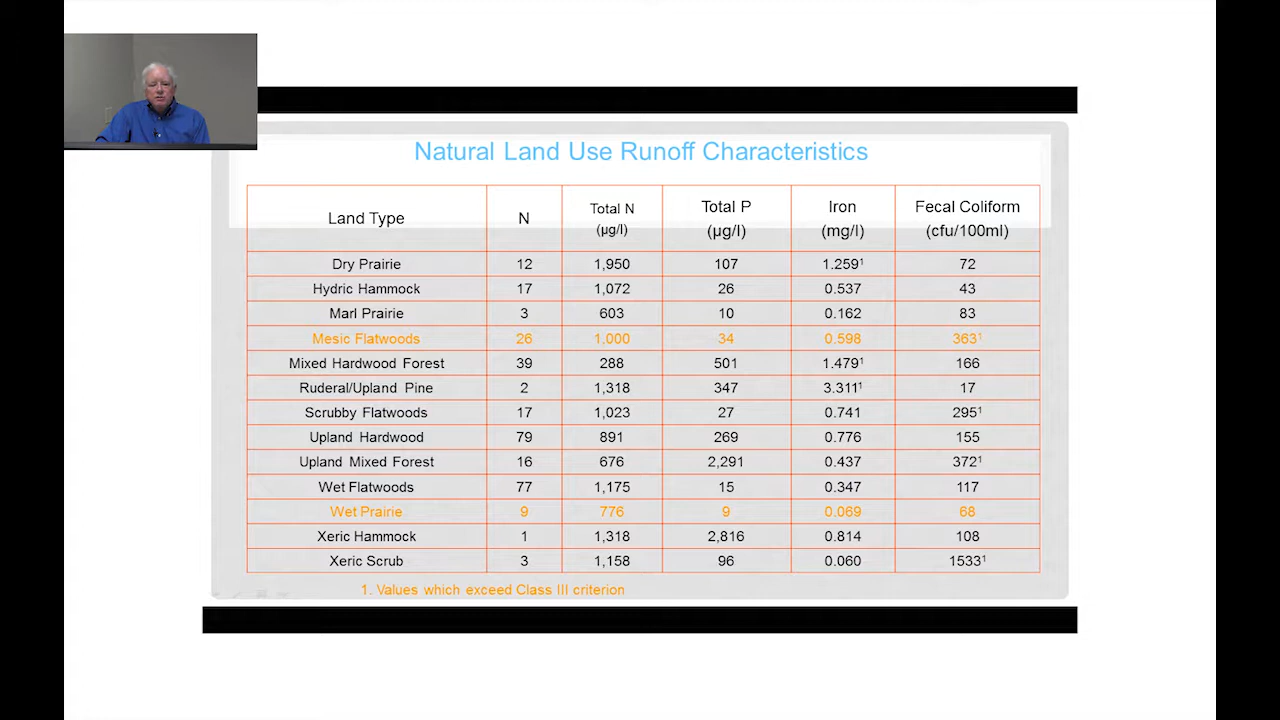 Natural Land Use Runoff Characteristics
Land Type N Total N (µg/l) Total P (µg/l) Iron (mg/l) Fecal Coliform (cfu/100ml)
Dry Prairie 12 1,950 107 1.259¹ 72
Hydric Hammock 17 1,072 26 0.537 43
Marl Prairie 3 603 10 0.162 83
Mesic Flatwoods 26 1,000 34 0.598 363¹
Mixed Hardwood Forest 39 288 501 1.479¹ 166
Ruderal/Upland Pine 2 1,318 347 3.311¹ 17
Scrubby Flatwoods 17 1,023 27 0.741 295¹
Upland Hardwood 79 891 269 0.776 155
Upland Mixed Forest 16 676 2,291 0.437 372¹
Wet Flatwoods 77 1,175 15 0.347 117
Wet Prairie 9 776 9 0.069 68
Xeric Hammock 1 1,318 2,816 0.814 108
Xeric Scrub 3 1,158 96 0.060 1533¹
1. Values which exceed Class III criterion